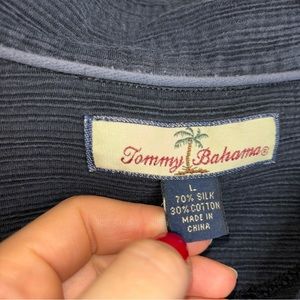 Tommy Bahama®
L
70% SILK
30% COTTON
MADE IN
CHINA